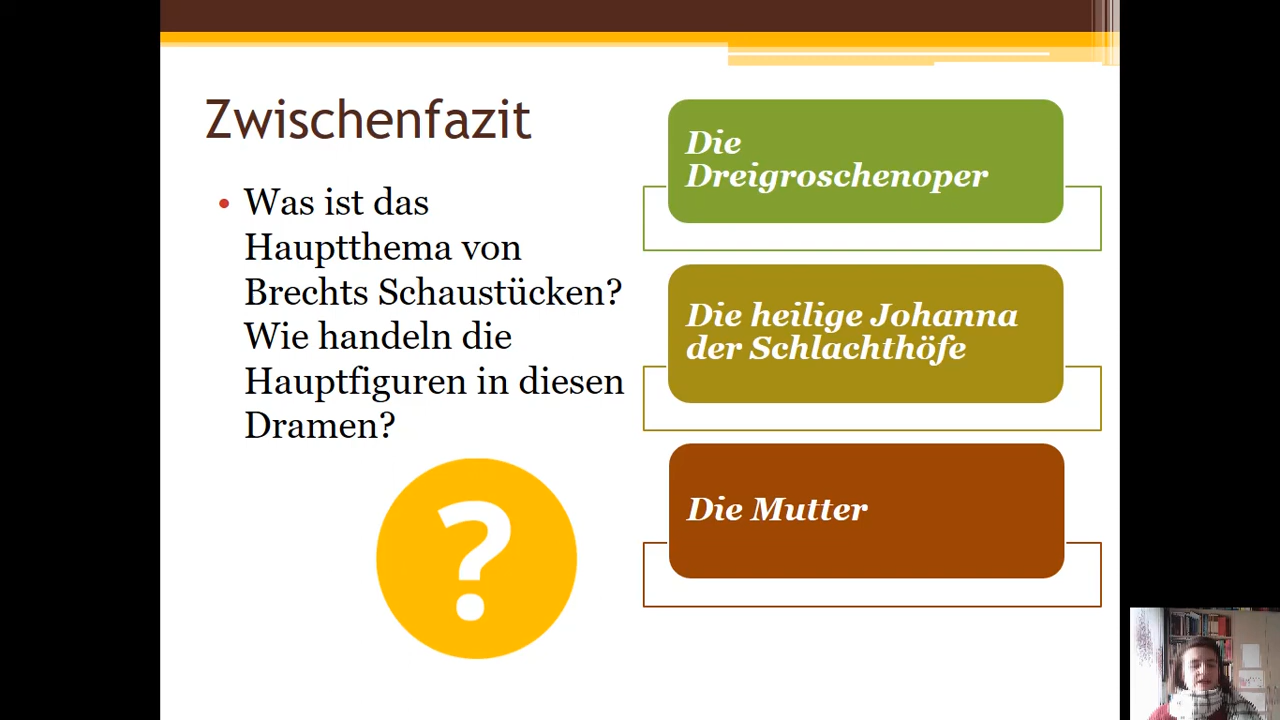 Zwischenfazit
• Was ist das
Hauptthema von
Brechts Schaustücken?
Wie handeln die
Hauptfiguren in diesen
Dramen?
?
Die
Dreigroschenoper
Die heilige Johanna
der Schlachthöfe
Die Mutter